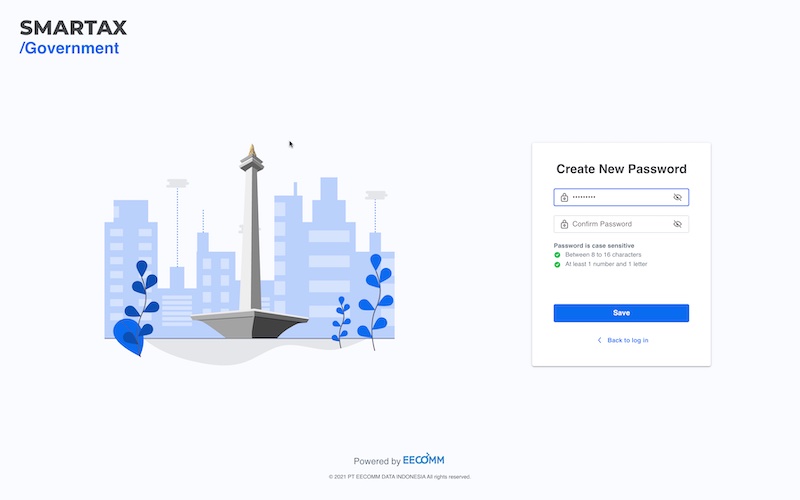 SMARTAX
/Government
Create New Password
Confirm Password
Password is case sensitive
Between 8 to 16 characters
At least 1 number and 1 letter
Save
Back to log in
Powered by EECOMM
© 2021 PT EECOMM DATA INDONESIA All rights reserved.